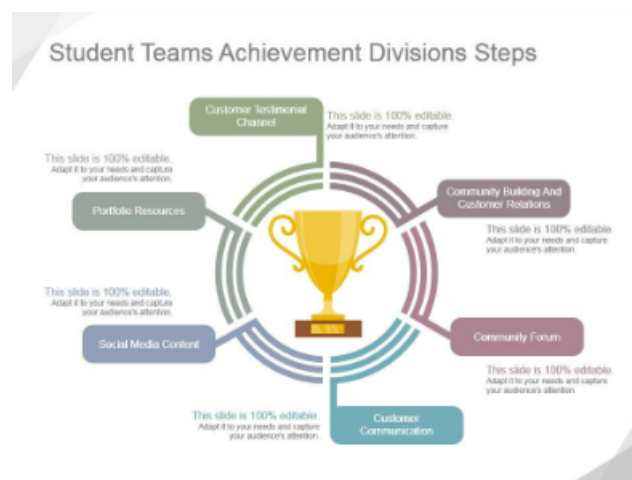 Student Teams Achievement Divisions Steps
Customer Testimonial
Channel
This slide is 100% editable.
Adapt it to your needs and capture
your audience's attention.
This slide is 100% editable.
Adapt it to your needs and capture
your audience's attention.
Portfolio Resources
Community Building And
Customer Relations
This slide is 100% editable.
Adapt it to your needs and capture
your audience's attention.
This slide is 100% editable.
Adapt it to your needs and capture
your audience's attention.
Social Media Content
Community Forum
This slide is 100% editable.
Adapt it to your needs and capture
your audience's attention.
This slide is 100% editable.
Adapt it to your needs and capture
your audience's attention.
Customer
Communication